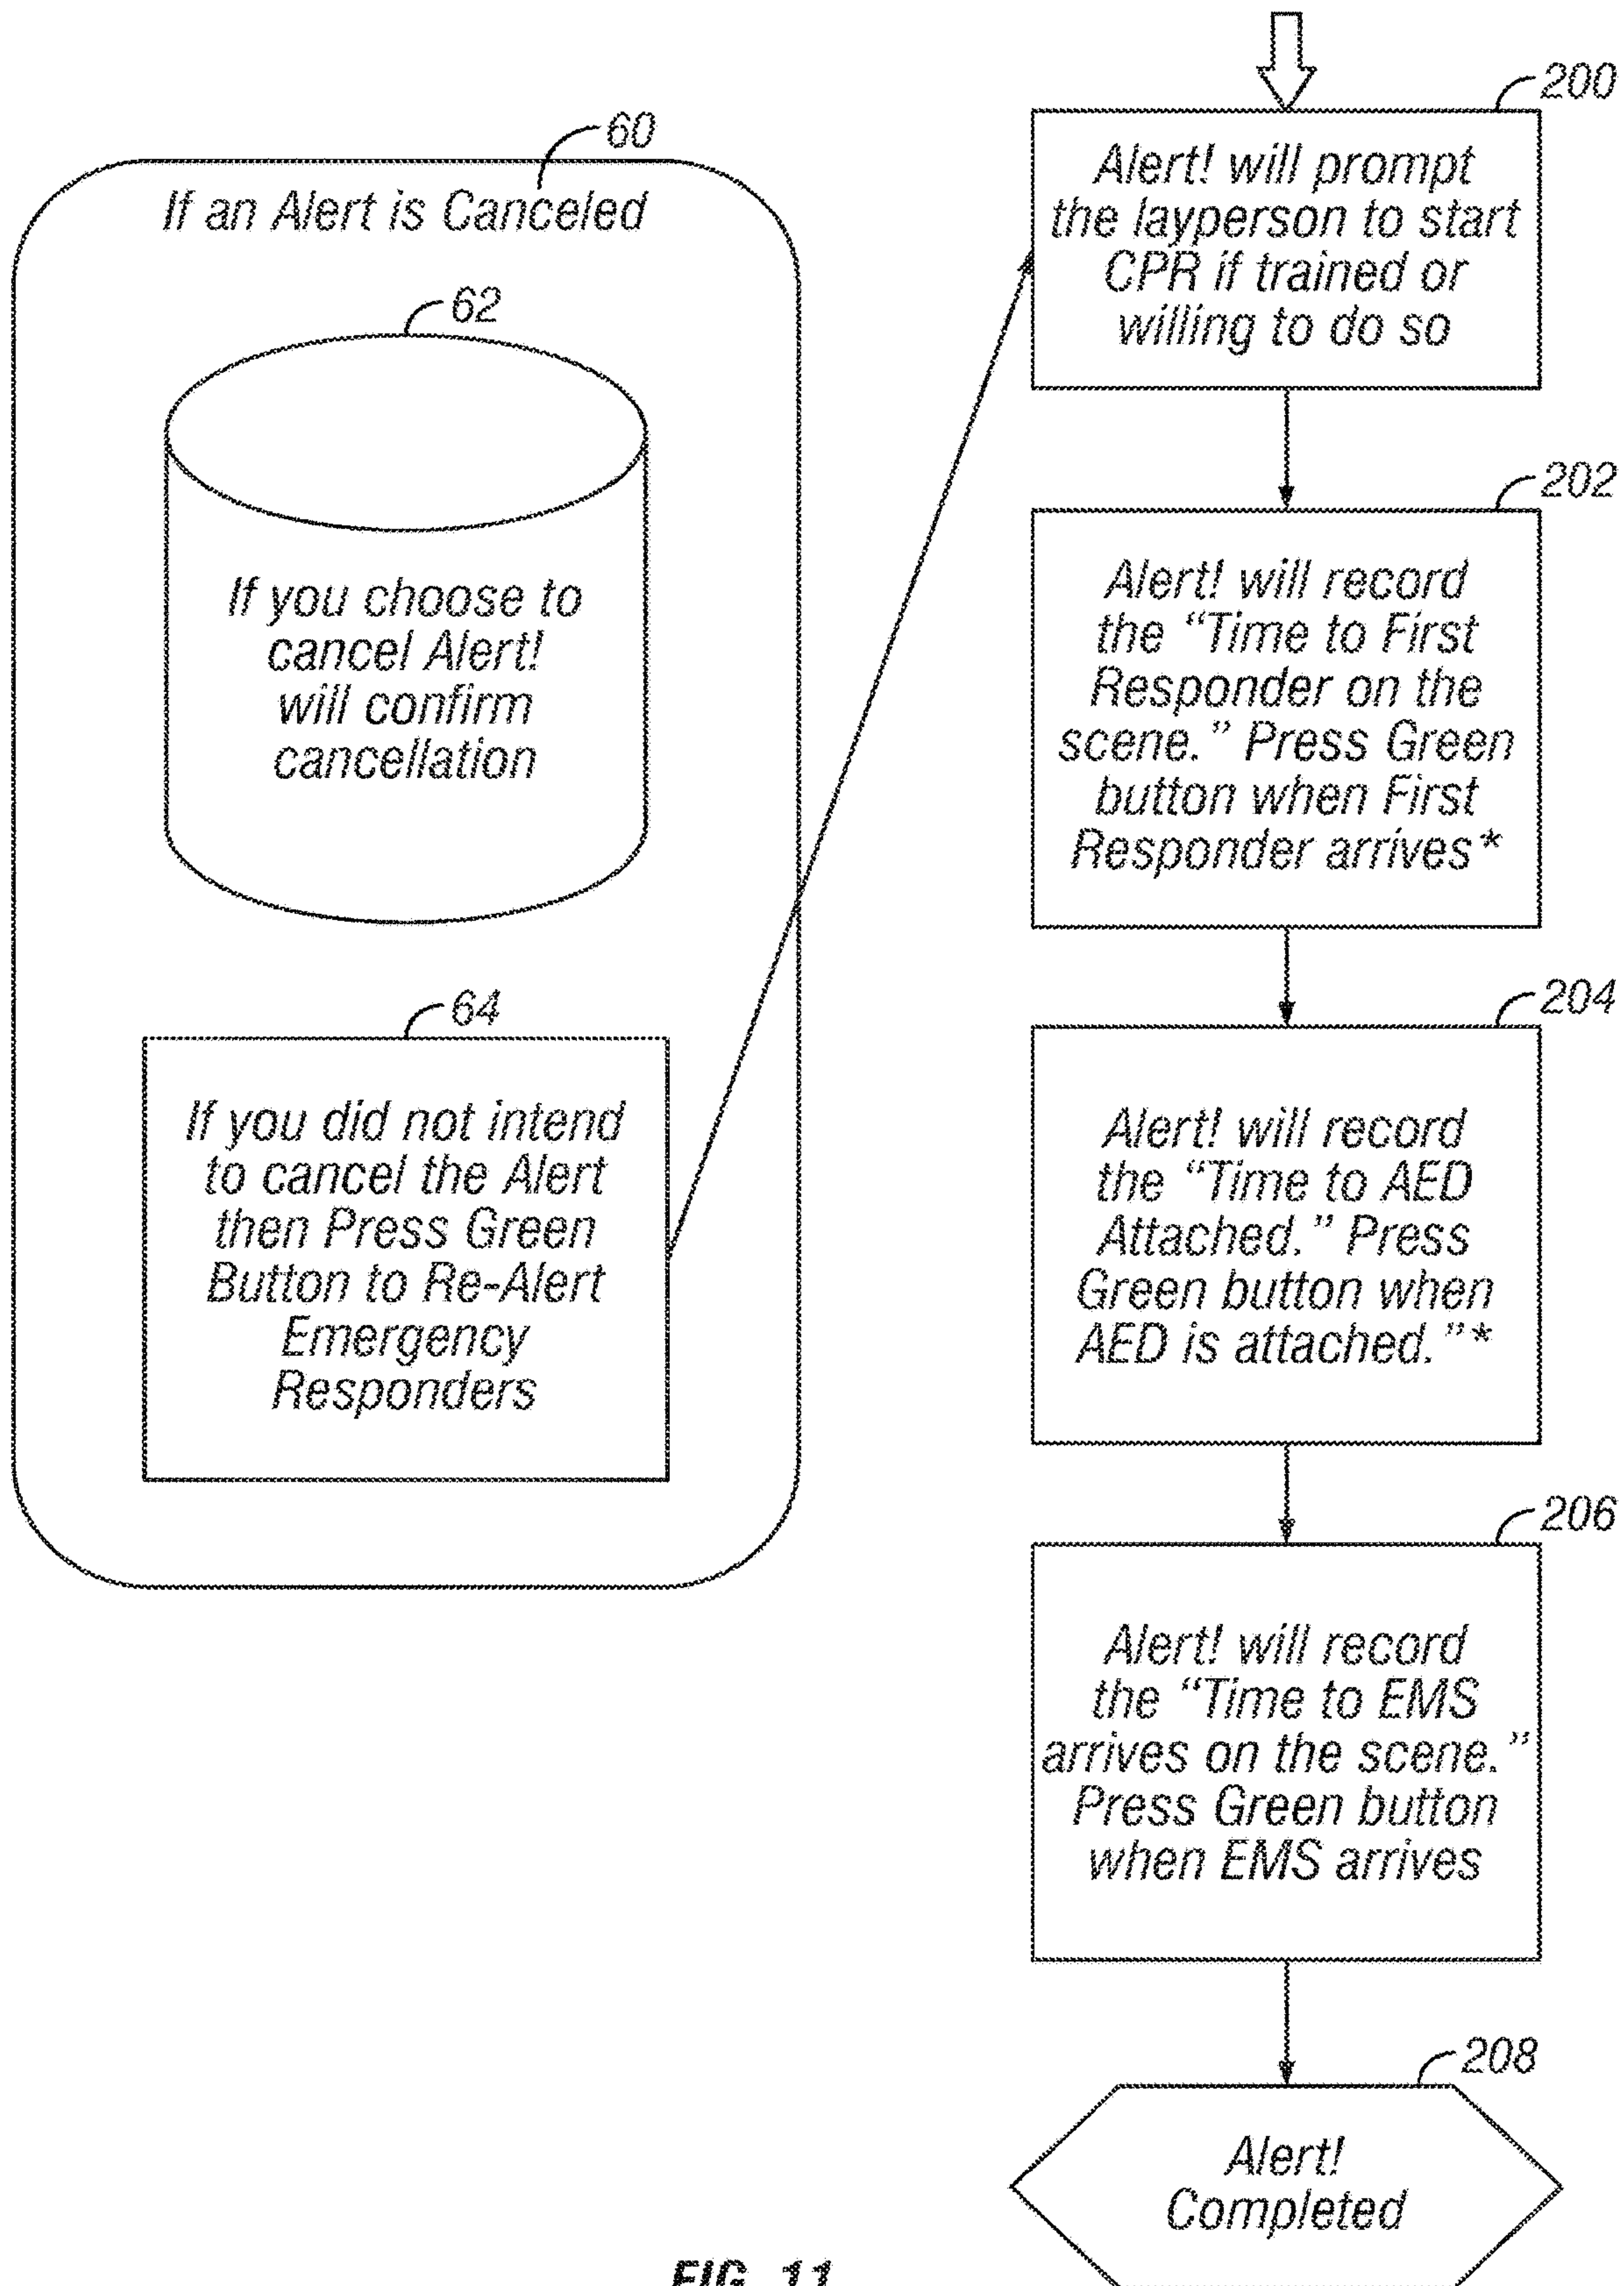 60
If an Alert is Canceled
62
If you choose to
cancel Alert!
will confirm
cancellation
64
If you did not intend
to cancel the Alert
then Press Green
Button to Re-Alert
Emergency
Responders
200
Alert! will prompt
the layperson to start
CPR if trained or
willing to do so
202
Alert! will record
the “Time to First
Responder on the
scene.” Press Green
button when First
Responder arrives*
204
Alert! will record
the “Time to AED
Attached.” Press
Green button when
AED is attached.”*
206
Alert! will record
the “Time to EMS
arrives on the scene.”
Press Green button
when EMS arrives
208
Alert!
Completed
FIG. 11